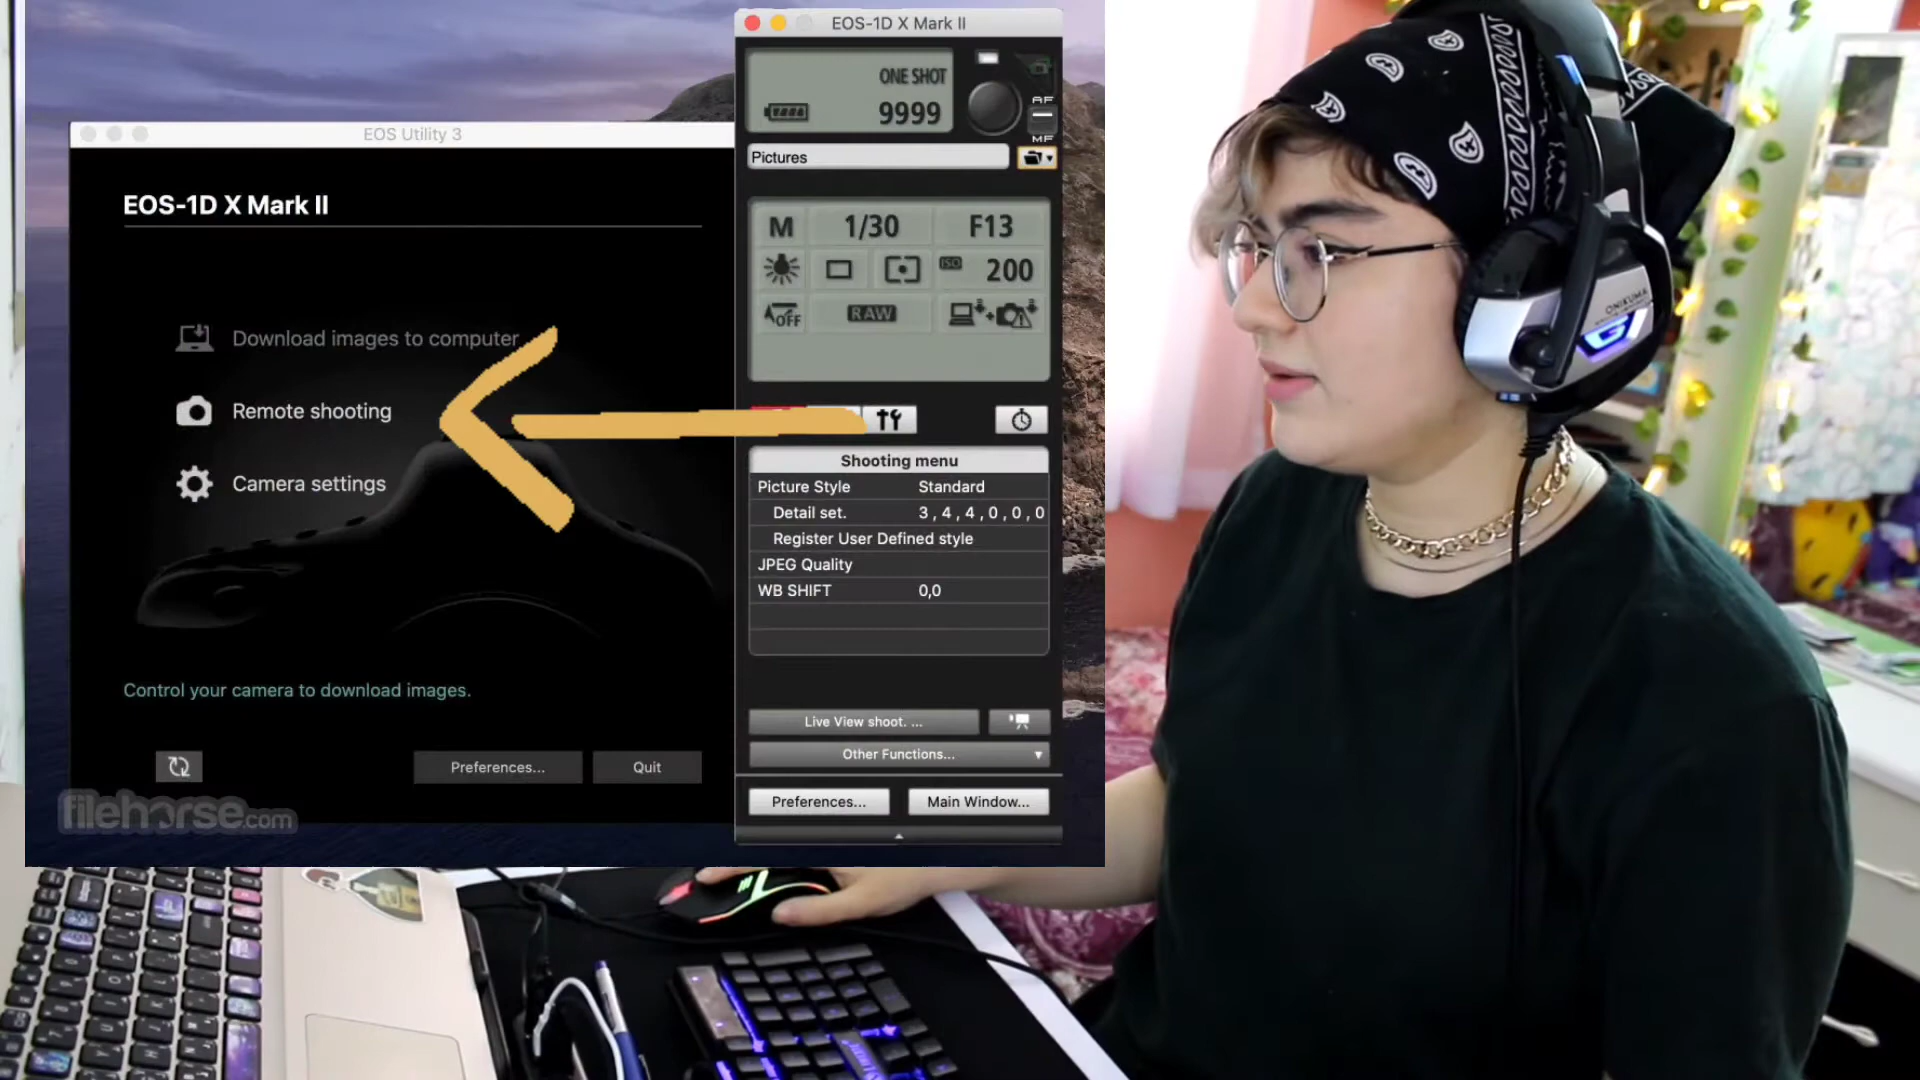 EOS Utility 3
EOS-1D X Mark II
Download images to computer
Remote shooting
Camera settings
Control your camera to download images.
Preferences...
Quit
filehorse.com
EOS-1D X Mark II
ONE SHOT
9999
AF
MF
Pictures
M 1/30 F13
ISO 200
OFF RAW
Shooting menu
Picture Style Standard
Detail set. 3,4,4,0,0,0
Register User Defined style
JPEG Quality
WB SHIFT 0,0
Live View shoot. ...
Other Functions...
Preferences... Main Window...
ONIKUMA